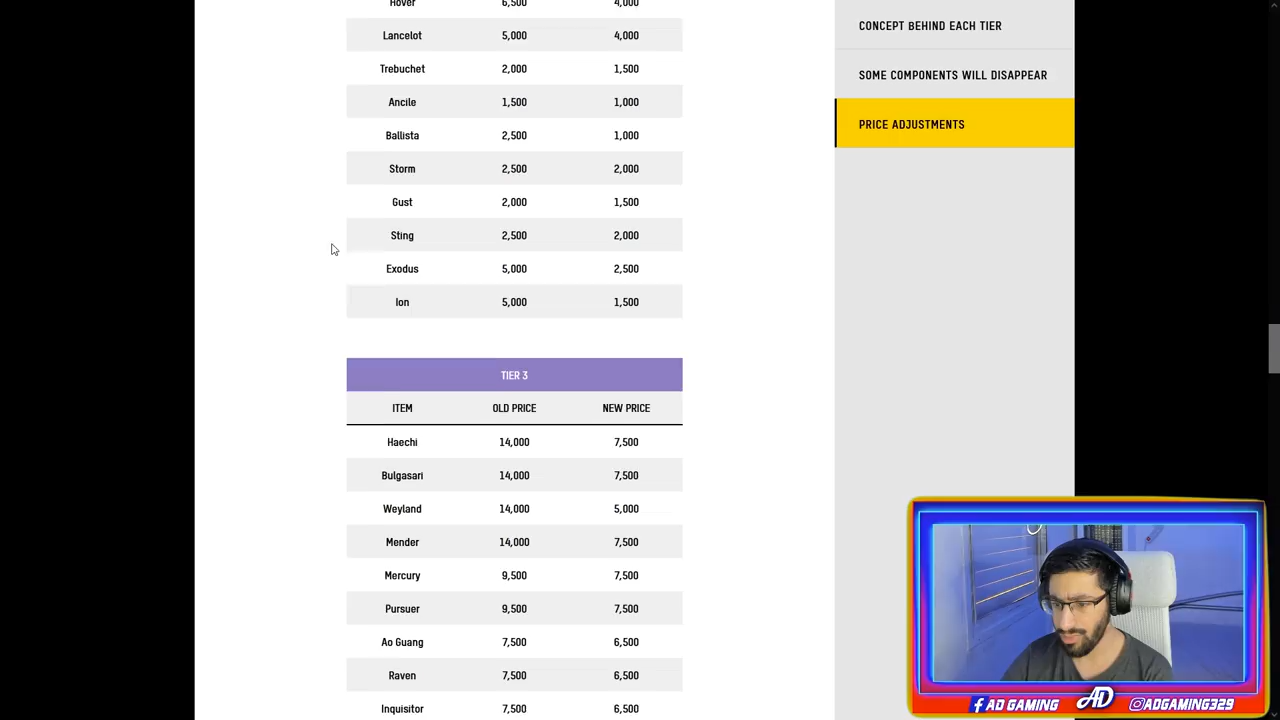 Hover 6,500 4,000
Lancelot 5,000 4,000
Trebuchet 2,000 1,500
Ancile 1,500 1,000
Ballista 2,500 1,000
Storm 2,500 2,000
Gust 2,000 1,500
Sting 2,500 2,000
Exodus 5,000 2,500
Ion 5,000 1,500
TIER 3
ITEM OLD PRICE NEW PRICE
Haechi 14,000 7,500
Bulgasari 14,000 7,500
Weyland 14,000 5,000
Mender 14,000 7,500
Mercury 9,500 7,500
Pursuer 9,500 7,500
Ao Guang 7,500 6,500
Raven 7,500 6,500
Inquisitor 7,500 6,500
CONCEPT BEHIND EACH TIER
SOME COMPONENTS WILL DISAPPEAR
PRICE ADJUSTMENTS
AD GAMING AD @ADGAMING329